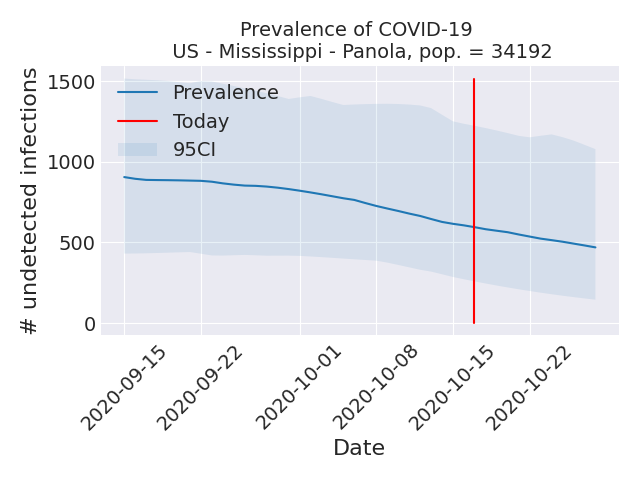 Prevalence of COVID-19
US - Mississippi - Panola, pop. = 34192
# undetected infections
1500
1000
500
0
Prevalence
Today
95CI
2020-09-15
2020-09-22
2020-10-01
2020-10-08
2020-10-15
2020-10-22
Date